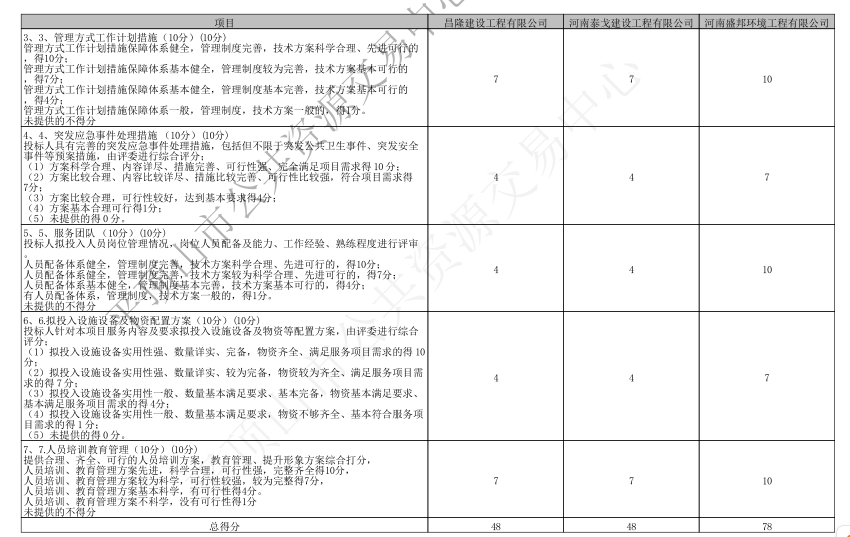 项目 昌隆建设工程有限公司 河南泰戈建设工程有限公司 河南盛邦环境工程有限公司
3、3、管理方式工作计划措施（10分）(10分)
管理方式工作计划措施保障体系健全，管理制度完善，技术方案科学合理、先进可行的
，得10分；
管理方式工作计划措施保障体系基本健全，管理制度较为完善，技术方案基本可行的
，得7分；
管理方式工作计划措施保障体系基本健全，管理制度基本完善，技术方案基本可行的
，得4分；
管理方式工作计划措施保障体系一般，管理制度，技术方案一般的，得1分。
未提供的不得分
7 7 10
4、4、突发应急事件处理措施 （10分）(10分)
投标人具有完善的突发应急事件处理措施，包括但不限于突发公共卫生事件、突发安全
事件等预案措施，由评委进行综合评分；
（1）方案科学合理、内容详尽、措施完善、可行性强、完全满足项目需求得 10 分；
（2）方案比较合理、内容比较详尽、措施比较完善、可行性比较强，符合项目需求得
7分；
（3）方案比较合理，可行性较好，达到基本要求得4分；
（4）方案基本合理可行得1分；
（5）未提供的得 0 分。
4 4 7
5、5、服务团队 （10分）(10分)
投标人拟投入人员岗位管理情况，岗位人员配备及能力、工作经验、熟练程度进行评审
。
人员配备体系健全，管理制度完善，技术方案科学合理、先进可行的，得10分；
人员配备体系健全，管理制度完善，技术方案较为科学合理、先进可行的，得7分；
人员配备体系基本健全，管理制度基本完善，技术方案基本可行的，得4分；
有人员配备体系，管理制度，技术方案一般的，得1分。
未提供的不得分
4 4 10
6、6.拟投入设施设备及物资配置方案（10分）(10分)
投标人针对本项目服务内容及要求拟投入设施设备及物资等配置方案，由评委进行综合
评分；
（1）拟投入设施设备实用性强、数量详实、完备，物资齐全、满足服务项目需求的得 10
分；
（2）拟投入设施设备实用性强、数量详实、较为完备，物资较为齐全、满足服务项目需
求的得 7 分；
（3）拟投入设施设备实用性一般、数量基本满足要求、基本完备，物资基本满足要求、
基本满足服务项目需求的得 4分；
（4）拟投入设施设备实用性一般、数量基本满足要求，物资不够齐全、基本符合服务项
目需求的得 1 分；
（5）未提供的得 0 分。
4 4 7
7、7.人员培训教育管理（10分）(10分)
提供合理、齐全、可行的人员培训方案，教育管理、提升形象方案综合打分，
人员培训、教育管理方案先进，科学合理，可行性强，完整齐全得10分，
人员培训、教育管理方案较为科学，可行性较强，较为完整得7分，
人员培训、教育管理方案基本科学，有可行性得4分。
人员培训、教育管理方案不科学，没有可行性得1分
未提供的不得分
7 7 10
总得分 48 48 78
平顶山市公共资源交易中心
顶山市公共资源交易中心